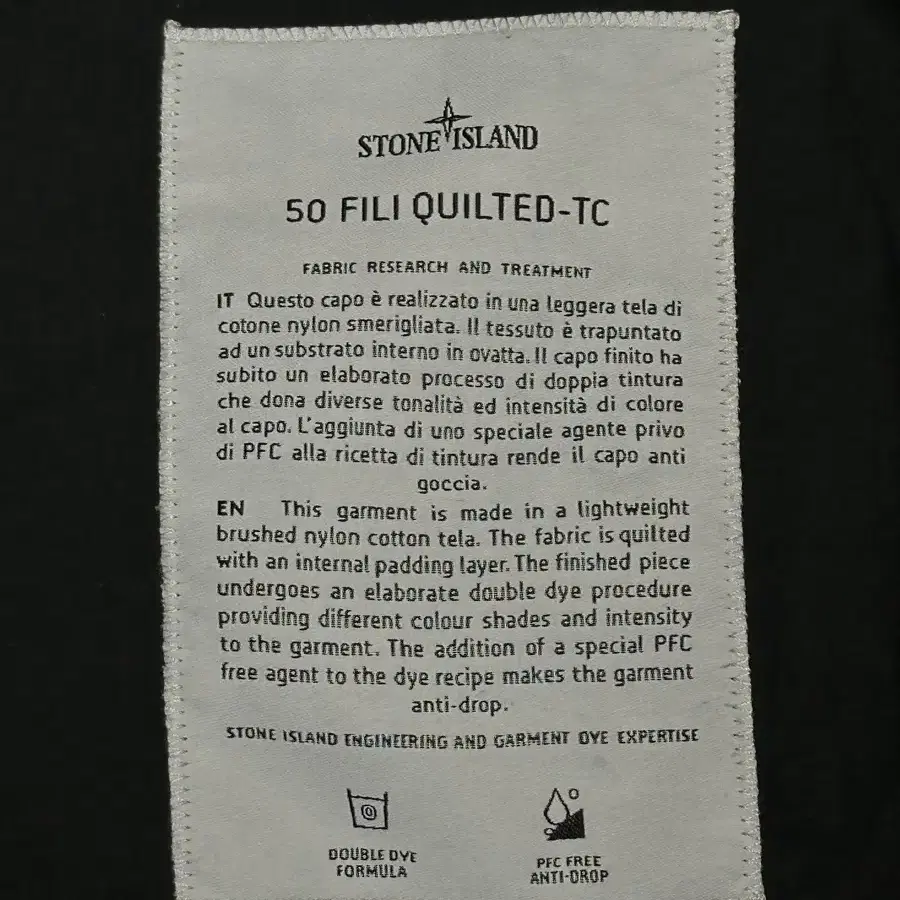 STONE ISLAND
50 FILI QUILTED-TC
FABRIC RESEARCH AND TREATMENT
IT Questo capo è realizzato in una leggera tela di
cotone nylon smerigliata. Il tessuto è trapuntato
ad un substrato interno in ovatta. Il capo finito ha
subito un elaborato processo di doppia tintura
che dona diverse tonalità ed intensità di colore
al capo. L'aggiunta di uno speciale agente privo
di PFC alla ricetta di tintura rende il capo anti
goccia.
EN This garment is made in a lightweight
brushed nylon cotton tela. The fabric is quilted
with an internal padding layer. The finished piece
undergoes an elaborate double dye procedure
providing different colour shades and intensity
to the garment. The addition of a special PFC
free agent to the dye recipe makes the garment
anti-drop.
STONE ISLAND ENGINEERING AND GARMENT DYE EXPERTISE
DOUBLE DYE
FORMULA
PFC FREE
ANTI-DROP